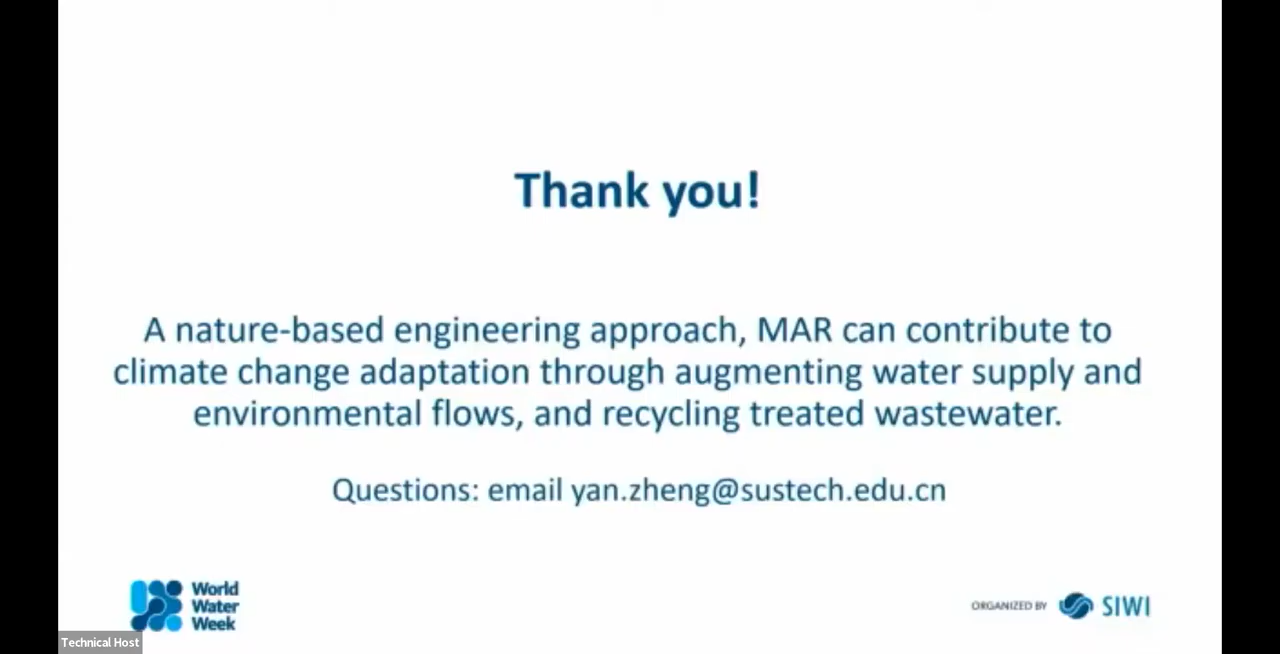 Thank you!
A nature-based engineering approach, MAR can contribute to
climate change adaptation through augmenting water supply and
environmental flows, and recycling treated wastewater.
Questions: email yan.zheng@sustech.edu.cn
World
Water
Week
ORGANIZED BY SIWI
Technical Host